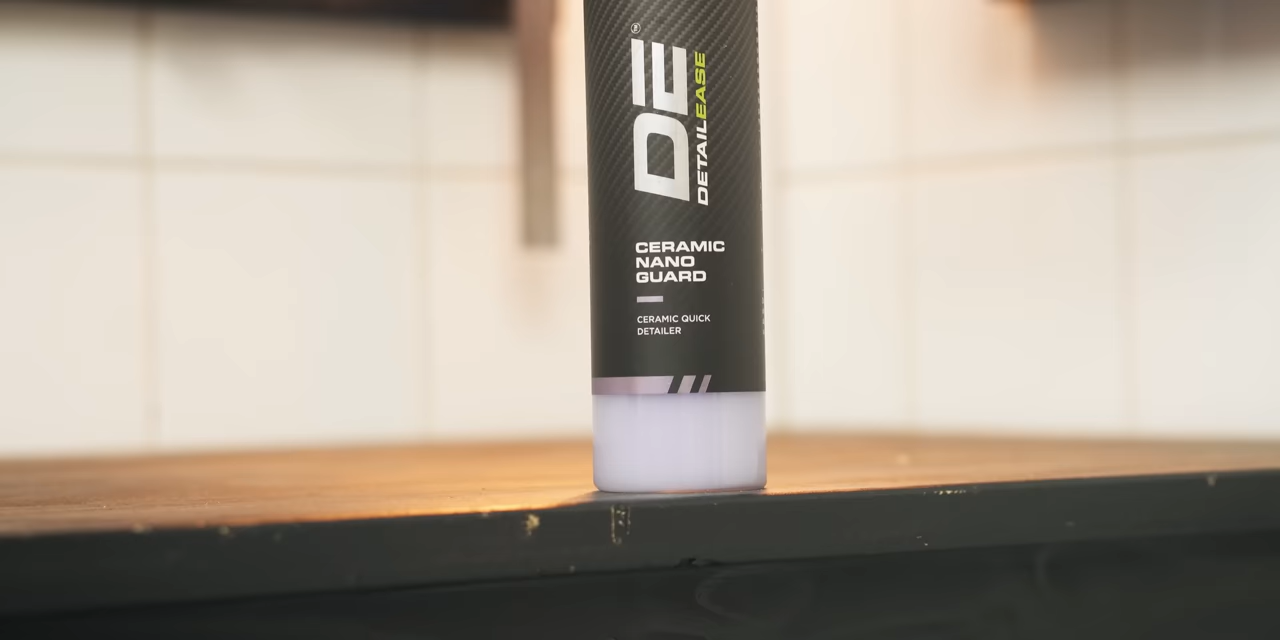 DE
DETAILEASE
CERAMIC
NANO
GUARD
CERAMIC QUICK
DETAILER